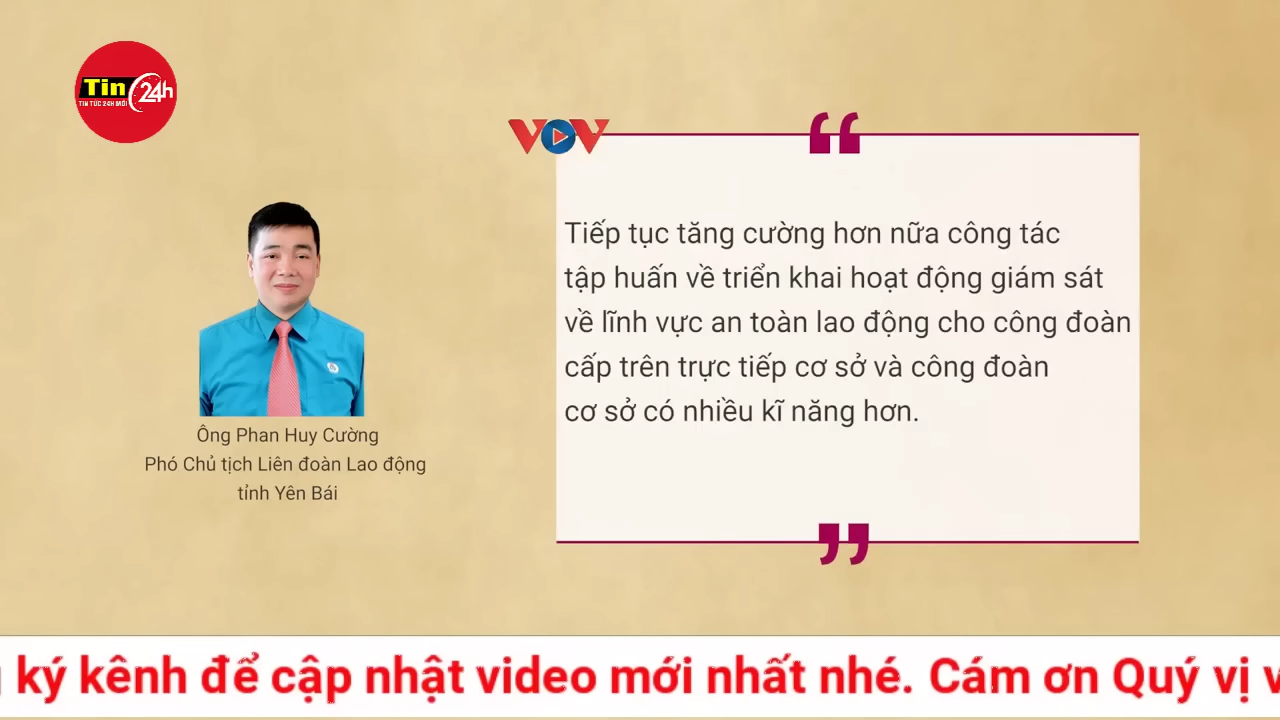 Tin 24h
TIN TỨC 24H MỚI
VOV
Tiếp tục tăng cường hơn nữa công tác
tập huấn về triển khai hoạt động giám sát
về lĩnh vực an toàn lao động cho công đoàn
cấp trên trực tiếp cơ sở và công đoàn
cơ sở có nhiều kĩ năng hơn.
Ông Phan Huy Cường
Phó Chủ tịch Liên đoàn Lao động
tỉnh Yên Bái
ký kênh để cập nhật video mới nhất nhé. Cám ơn Quý vị